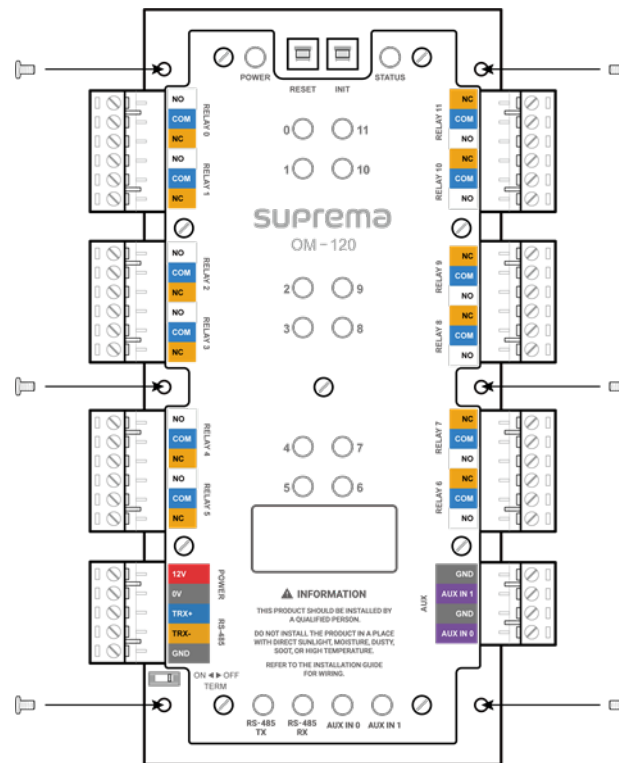 POWER
STATUS
RESET
INIT
0
11
1
10
suprema
OM-120
2
9
3
8
4
7
5
6
NO
COM
NC
RELAY 0
NO
COM
NC
RELAY 1
NO
COM
NC
RELAY 2
NO
COM
NC
RELAY 3
NO
COM
NC
RELAY 4
NO
COM
NC
RELAY 5
12V
0V
POWER
TRX+
TRX-
GND
RS-485
NC
COM
NO
RELAY 11
NC
COM
NO
RELAY 10
NC
COM
NO
RELAY 9
NC
COM
NO
RELAY 8
NC
COM
NO
RELAY 7
NC
COM
NO
RELAY 6
GND
AUX IN 1
GND
AUX IN 0
AUX
INFORMATION
THIS PRODUCT SHOULD BE INSTALLED BY
A QUALIFIED PERSON.
DO NOT INSTALL THE PRODUCT IN A PLACE
WITH DIRECT SUNLIGHT, MOISTURE, DUSTY,
SOOT, OR HIGH TEMPERATURE.
REFER TO THE INSTALLATION GUIDE
FOR WIRING.
ON ◀ ▶ OFF
TERM
RS-485
TX
RS-485
RX
AUX IN 0
AUX IN 1